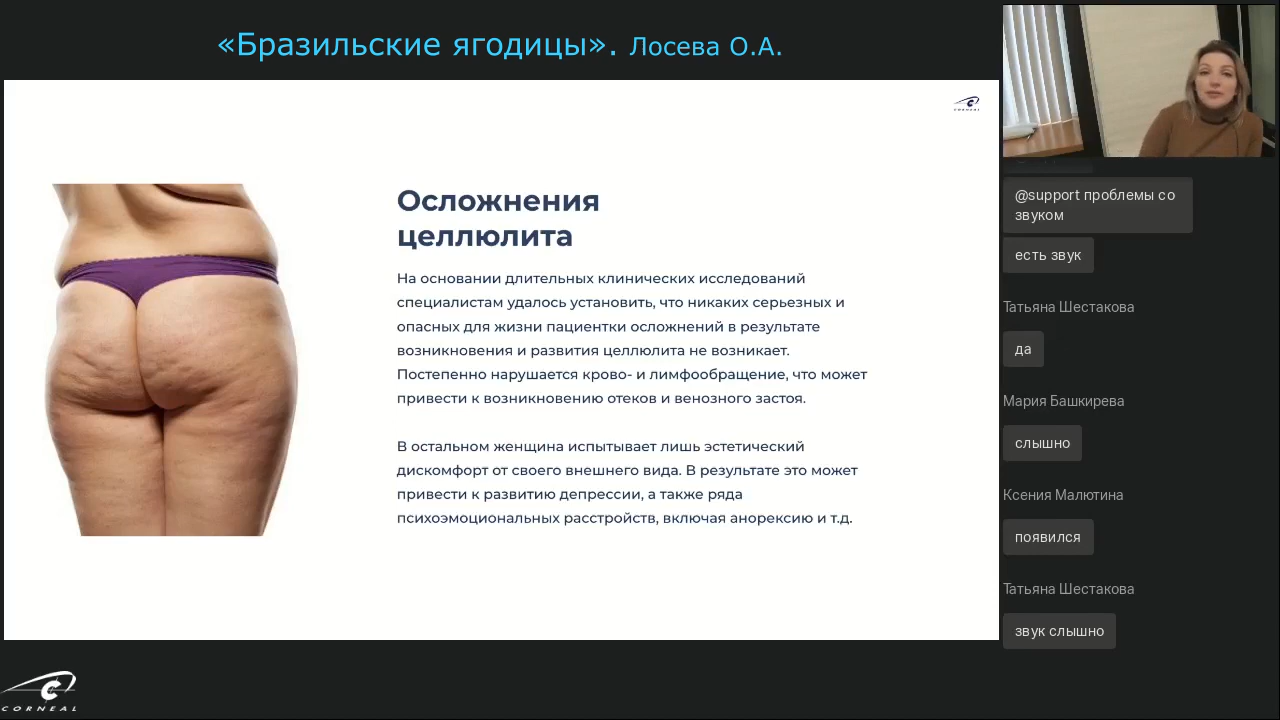 «Бразильские ягодицы». Лосева О.А.
CORNEAL
Осложнения
целлюлита
На основании длительных клинических исследований
специалистам удалось установить, что никаких серьезных и
опасных для жизни пациентки осложнений в результате
возникновения и развития целлюлита не возникает.
Постепенно нарушается крово- и лимфообращение, что может
привести к возникновению отеков и венозного застоя.
В остальном женщина испытывает лишь эстетический
дискомфорт от своего внешнего вида. В результате это может
привести к развитию депрессии, а также ряда
психоэмоциональных расстройств, включая анорексию и т.д.
@support проблемы со
звуком
есть звук
Татьяна Шестакова
да
Мария Башкирева
слышно
Ксения Малютина
появился
Татьяна Шестакова
звук слышно
CORNEAL